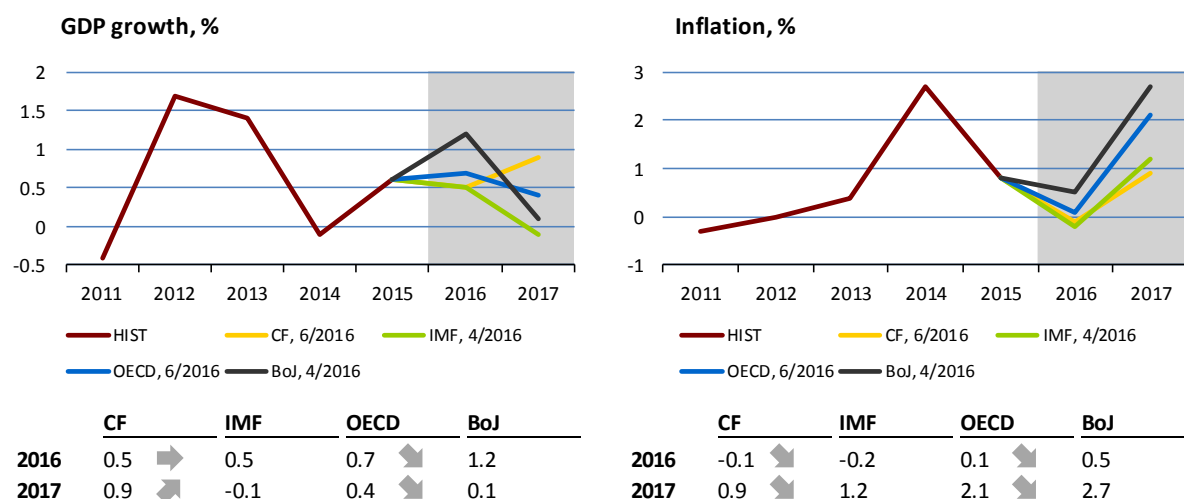 GDP growth, %
2
1.5
1
0.5
0
-0.5
2011 2012 2013 2014 2015 2016 2017
HIST CF, 6/2016 IMF, 4/2016
OECD, 6/2016 BoJ, 4/2016
CF IMF OECD BoJ
2016 0.5 0.5 0.7 1.2
2017 0.9 -0.1 0.4 0.1
Inflation, %
3
2
1
0
-1
2011 2012 2013 2014 2015 2016 2017
HIST CF, 6/2016 IMF, 4/2016
OECD, 6/2016 BoJ, 4/2016
CF IMF OECD BoJ
2016 -0.1 -0.2 0.1 0.5
2017 0.9 1.2 2.1 2.7